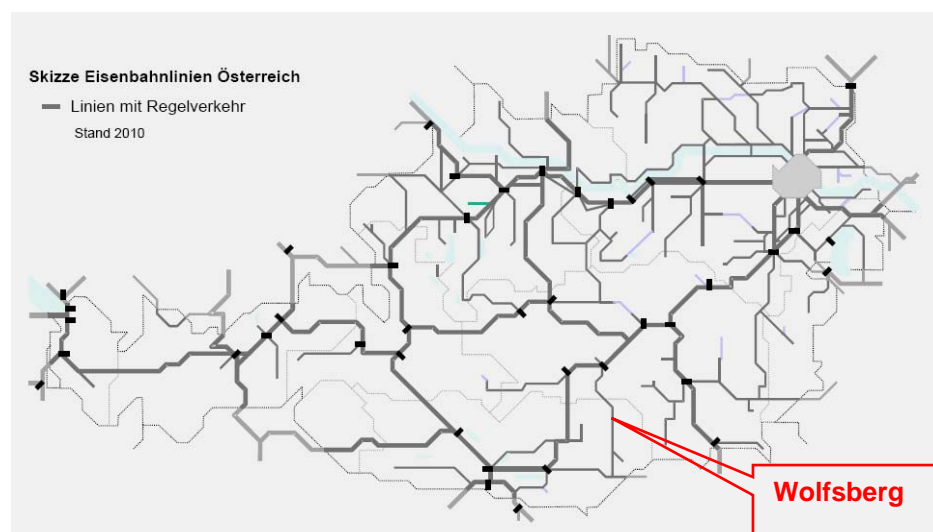 Skizze Eisenbahnlinien Österreich
Linien mit Regelverkehr
Stand 2010
Wolfsberg